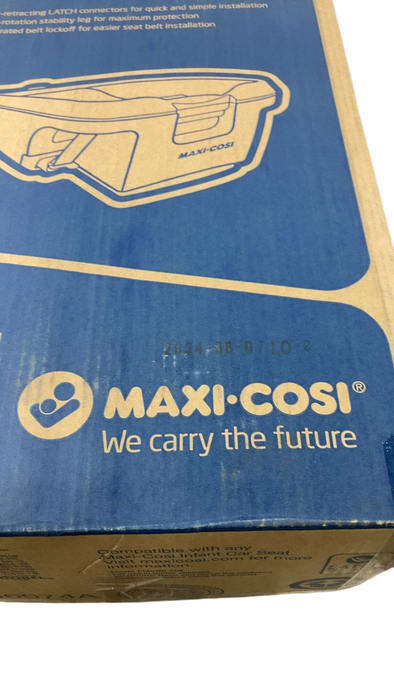 -retracting LATCH connectors for quick and simple installation
-rotation stability leg for maximum protection
rated belt lockoff for easier seat belt installation
MAXI-COSI
MAXI·COSI®
We carry the future
Compatible with any
Maxi-Cosi Infant Car Seat.
Visit maxicosi.com for more
information.